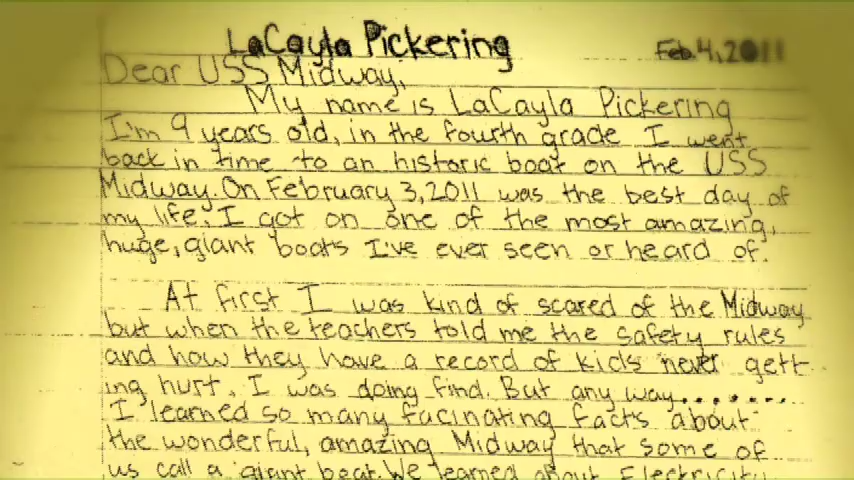 LaCayla Pickering
Feb. 4, 2011
Dear USS Midway,
My name is LaCayla Pickering
I'm 9 years old, in the fourth grade I went
back in time to an historic boat on the USS
Midway. On February 3, 2011 was the best day of
my life, I got on one of the most amazing,
huge, giant boats I've ever seen or heard of.
At first I was kind of scared of the Midway
but when the teachers told me the safety rules
and how they have a record of kids never gett-
ing hurt, I was doing find. But any way........
I learned so many facinating facts about
the wonderful, amazing Midway that some of
us call a giant boat. We learned about Electricity